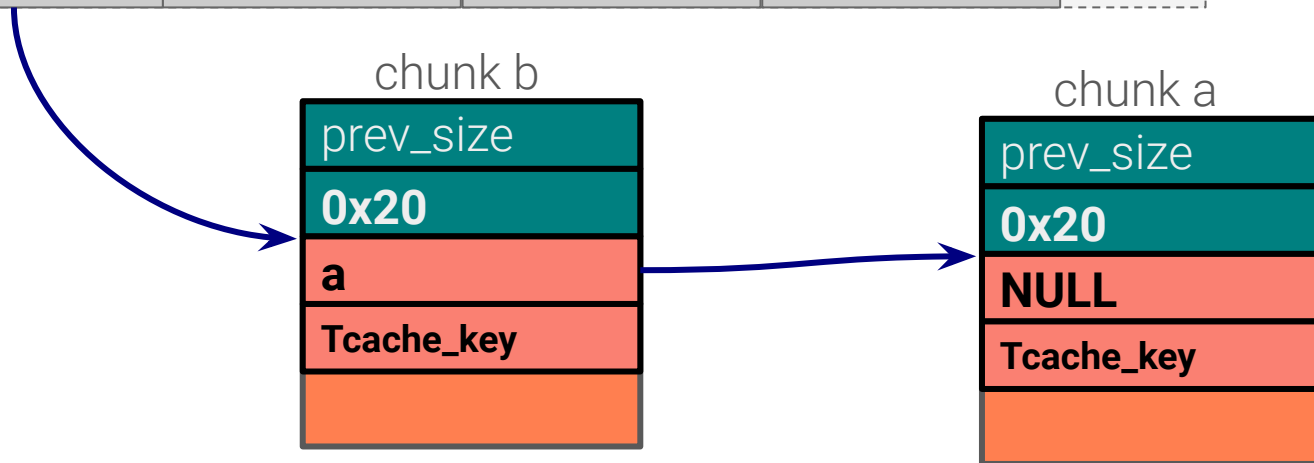 chunk b
prev_size
0x20
a
Tcache_key
chunk a
prev_size
0x20
NULL
Tcache_key